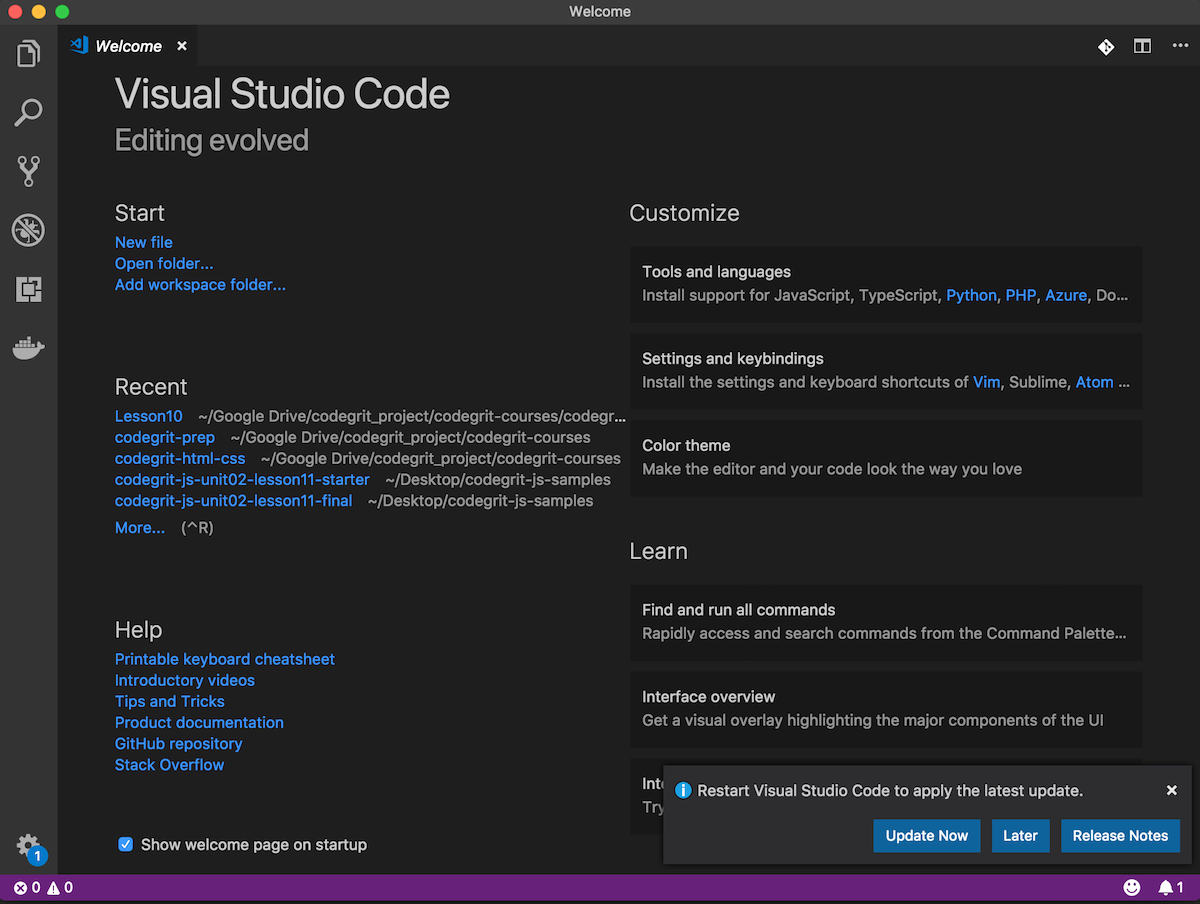 Welcome
Welcome
Visual Studio Code
Editing evolved
Start
New file
Open folder...
Add workspace folder...
Recent
Lesson10 ~/Google Drive/codegrit_project/codegrit-courses/codegr...
codegrit-prep ~/Google Drive/codegrit_project/codegrit-courses
codegrit-html-css ~/Google Drive/codegrit_project/codegrit-courses
codegrit-js-unit02-lesson11-starter ~/Desktop/codegrit-js-samples
codegrit-js-unit02-lesson11-final ~/Desktop/codegrit-js-samples
More... (^R)
Help
Printable keyboard cheatsheet
Introductory videos
Tips and Tricks
Product documentation
GitHub repository
Stack Overflow
Show welcome page on startup
Customize
Tools and languages
Install support for JavaScript, TypeScript, Python, PHP, Azure, Do...
Settings and keybindings
Install the settings and keyboard shortcuts of Vim, Sublime, Atom ...
Color theme
Make the editor and your code look the way you love
Learn
Find and run all commands
Rapidly access and search commands from the Command Palette...
Interface overview
Get a visual overlay highlighting the major components of the UI
Try
Restart Visual Studio Code to apply the latest update.
Update Now
Later
Release Notes
1
0 0
1